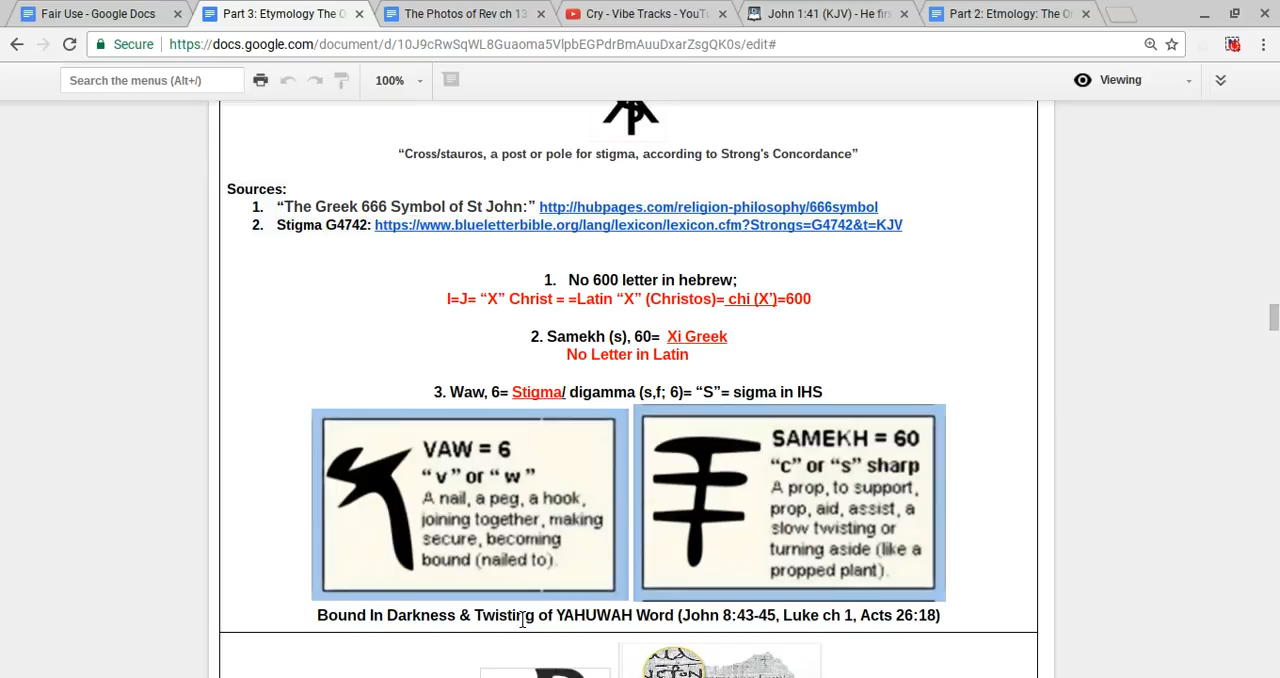 Fair Use - Google Docs
Part 3: Etymology The O
The Photos of Rev ch 13
Cry - Vibe Tracks - YouT
John 1:41 (KJV) - He firs
Part 2: Etmology: The Or
Secure
https://docs.google.com/document/d/10J9cRwSqWL8Guaoma5VlpbEGPdrBmAuuDxarZsgQK0s/edit#
Search the menus (Alt+/)
100%
Viewing
“Cross/stauros, a post or pole for stigma, according to Strong's Concordance”
Sources:
1. “The Greek 666 Symbol of St John:” http://hubpages.com/religion-philosophy/666symbol
2. Stigma G4742: https://www.blueletterbible.org/lang/lexicon/lexicon.cfm?Strongs=G4742&t=KJV
1. No 600 letter in hebrew;
I=J= “X” Christ = =Latin “X” (Christos)= chi (X’)=600
2. Samekh (s), 60= Xi Greek
No Letter in Latin
3. Waw, 6= Stigma/ digamma (s,f; 6)= “S”= sigma in IHS
VAW = 6
“ v ” or “ w ”
A nail, a peg, a hook,
joining together, making
secure, becoming
bound (nailed to).
SAMEKH = 60
“c” or “s” sharp
A prop, to support,
prop, aid, assist, a
slow twisting or
turning aside (like a
propped plant).
Bound In Darkness & Twisting of YAHUWAH Word (John 8:43-45, Luke ch 1, Acts 26:18)